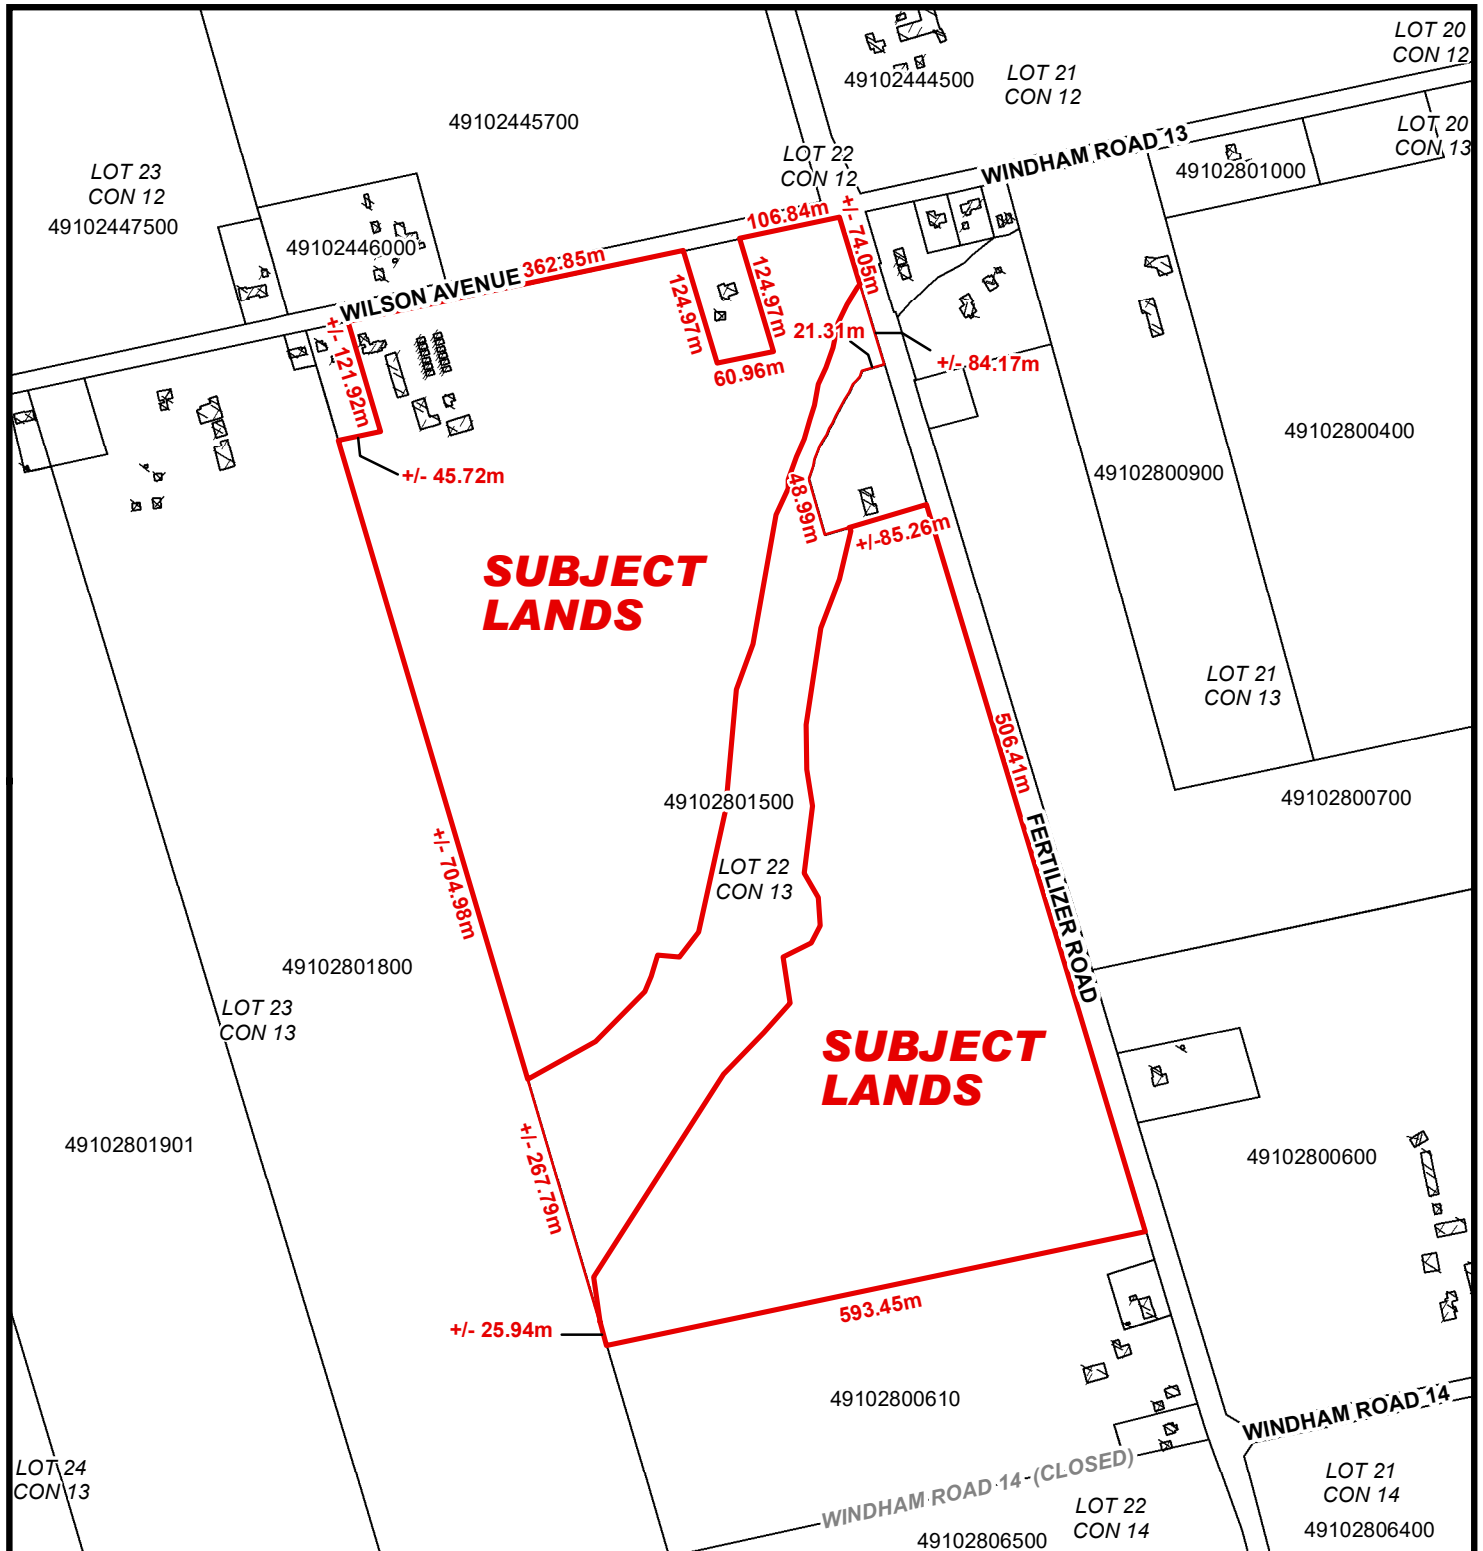 LOT 20
CON 12
LOT 21
CON 12
49102444500
49102445700
LOT 20
CON 13
LOT 22
CON 12
WINDHAM ROAD 13
LOT 23
CON 12
49102447500
49102801000
49102446000
106.84m
+/- 74.05m
362.85m
WILSON AVENUE
124.97m
124.97m
60.96m
21.31m
+/- 84.17m
+/- 121.92m
+/- 45.72m
49102800400
49102800900
48.99m
+/-85.26m
SUBJECT
LANDS
LOT 21
CON 13
506.41m
49102801500
49102800700
LOT 22
CON 13
FERTILIZER ROAD
+/- 704.98m
49102801800
LOT 23
CON 13
SUBJECT
LANDS
49102801901
+/- 267.79m
49102800600
593.45m
+/- 25.94m
49102800610
WINDHAM ROAD 14
WINDHAM ROAD 14 (CLOSED)
LOT 24
CON 13
LOT 21
CON 14
LOT 22
CON 14
49102806500
49102806400